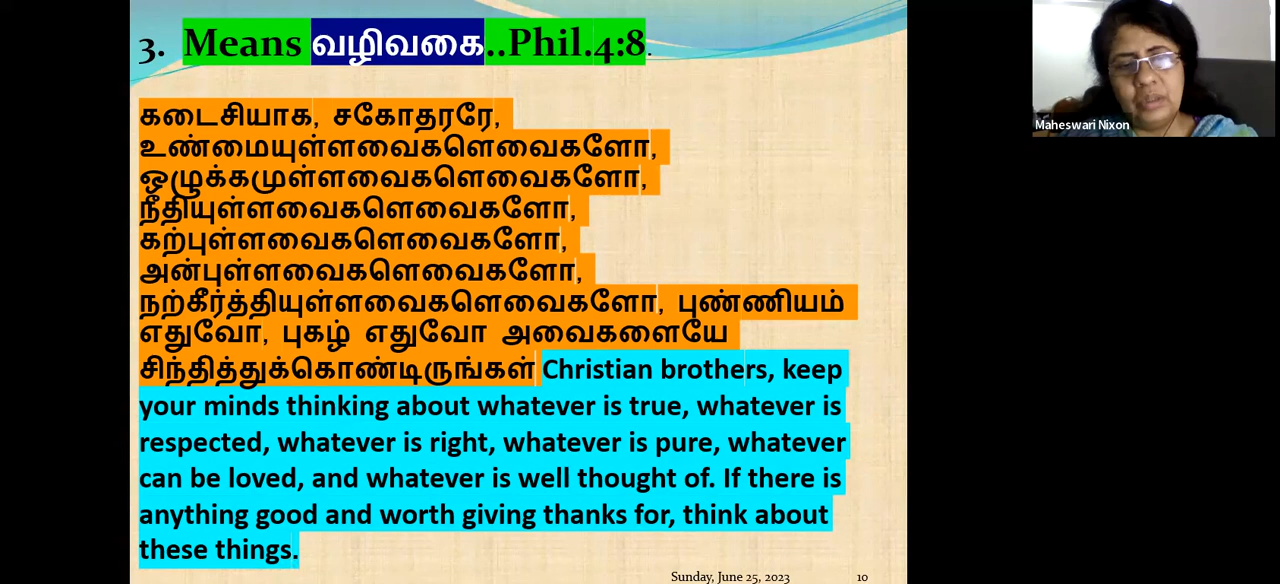 3. Means வழிவகை...Phil.4:8.
கடைசியாக, சகோதரரே,
உண்மையுள்ளவைகளெவைகளோ,
ஒழுக்கமுள்ளவைகளெவைகளோ,
நீதியுள்ளவைகளெவைகளோ,
கற்புள்ளவைகளெவைகளோ,
அன்புள்ளவைகளெவைகளோ,
நற்கீர்த்தியுள்ளவைகளெவைகளோ, புண்ணியம்
எதுவோ, புகழ் எதுவோ அவைகளையே
சிந்தித்துக்கொண்டிருங்கள் Christian brothers, keep
your minds thinking about whatever is true, whatever is
respected, whatever is right, whatever is pure, whatever
can be loved, and whatever is well thought of. If there is
anything good and worth giving thanks for, think about
these things.
Sunday, June 25, 2023 10
Maheswari Nixon